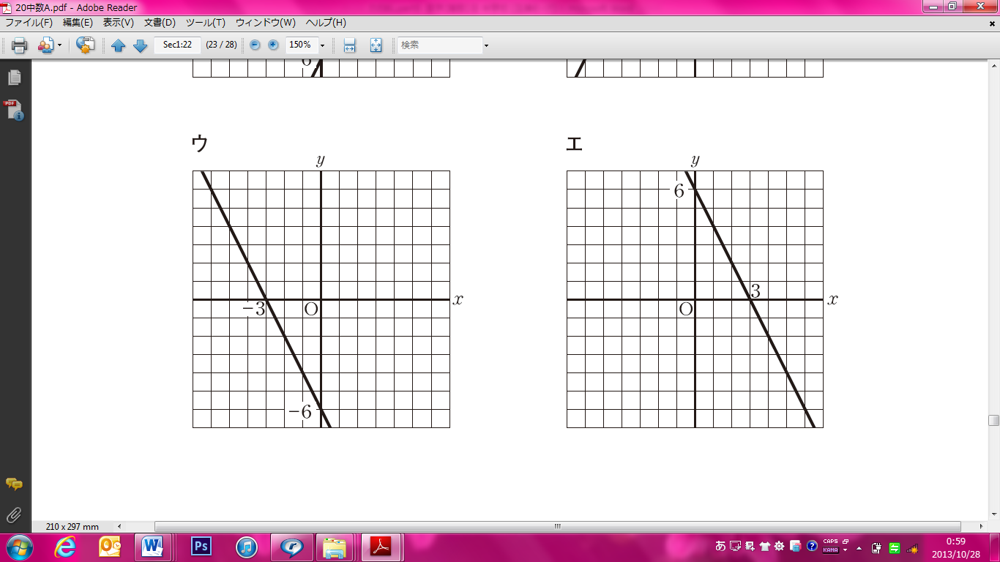 20中数A.pdf - Adobe Reader
ファイル(F) 編集(E) 表示(V) 文書(D) ツール(T) ウィンドウ(W) ヘルプ(H)
Sec1:22 (23 / 28) 150% 検索
6
ウ
エ
y
y
6
3
-3
O
x
O
x
-6
210 x 297 mm
あ CAPS KANA
0:59
2013/10/28